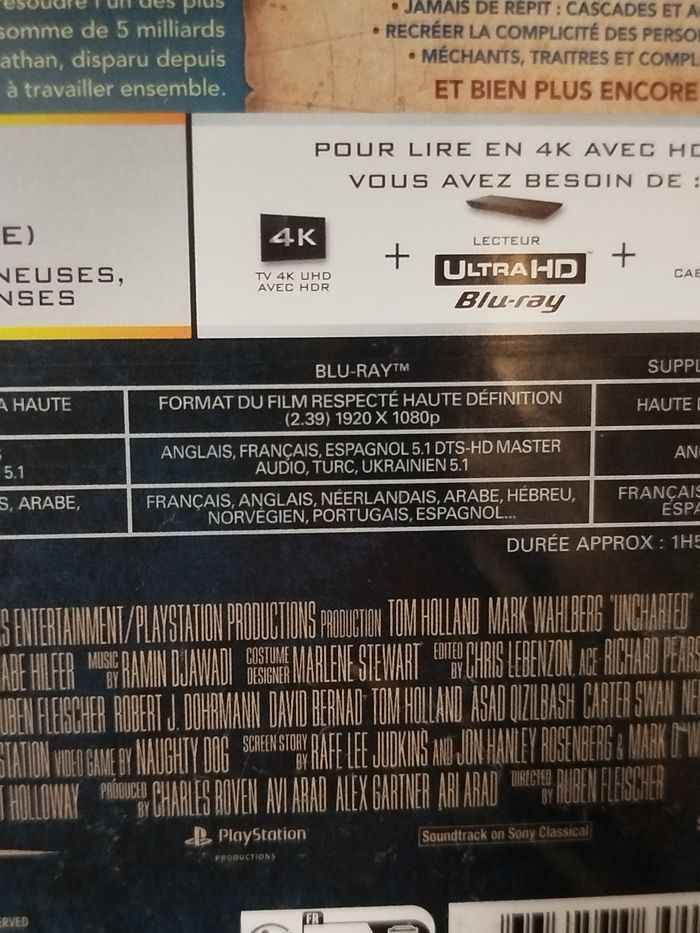 somme de 5 milliards
disparu depuis
à travailler ensemble.
• JAMAIS DE RÉPIT : CASCADES ET
• RECRÉER LA COMPLICITÉ DES
• MÉCHANTS, TRAITRES ET
ET BIEN PLUS ENCORE
POUR LIRE EN 4K AVEC
VOUS AVEZ BESOIN DE :
4K
TV 4K UHD
AVEC HDR
+
LECTEUR
ULTRA HD
Blu-ray
+
BLU-RAY™
HAUTE
FORMAT DU FILM RESPECTÉ HAUTE DÉFINITION
(2.39) 1920 X 1080p
HAUTE
5.1
ANGLAIS, FRANÇAIS, ESPAGNOL 5.1 DTS-HD MASTER
AUDIO, TURC, UKRAINIEN 5.1
ARABE,
FRANÇAIS, ANGLAIS, NÉERLANDAIS, ARABE, HÉBREU,
NORVÉGIEN, PORTUGAIS, ESPAGNOL...
FRANÇAIS
DURÉE APPROX :
ENTERTAINMENT/PLAYSTATION PRODUCTIONS PRODUCTION TOM HOLLAND MARK WAHLBERG "UNCHARTED"
HILFER MUSIC BY RAMIN DJAWADI COSTUME DESIGNER MARLENE STEWART EDITED BY CHRIS LEBENZON, ACE RICHARD
FLEISCHER ROBERT J. DOHRMANN DAVID BERNAD TOM HOLLAND ASAD QIZILBASH CARTER SWAN
VIDEO GAME BY NAUGHTY DOG SCREEN STORY BY RAFE LEE JUDKINS AND JON HANLEY ROSENBERG & MARK
HOLLOWAY PRODUCED BY CHARLES ROVEN AVI ARAD ALEX GARTNER ARI ARAD DIRECTED BY RUBEN FLEISCHER
PlayStation
PRODUCTIONS
Soundtrack on Sony Classical
FR